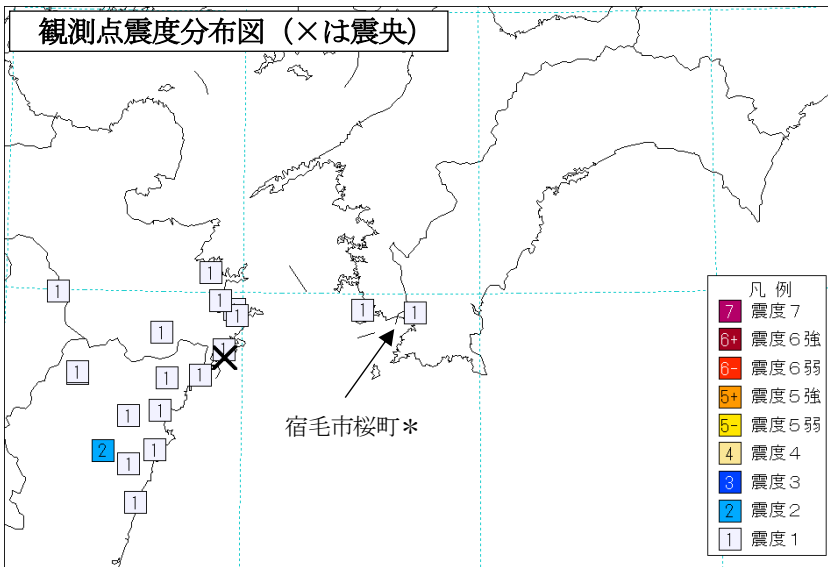 観測点震度分布図（×は震央）
1
1
1
1
1
1
1
1
1
1
1
1
1
1
2
1
1
1
宿毛市桜町＊
凡 例
7 震度７
6+ 震度６強
6- 震度６弱
5+ 震度５強
5- 震度５弱
4 震度４
3 震度３
2 震度２
1 震度１